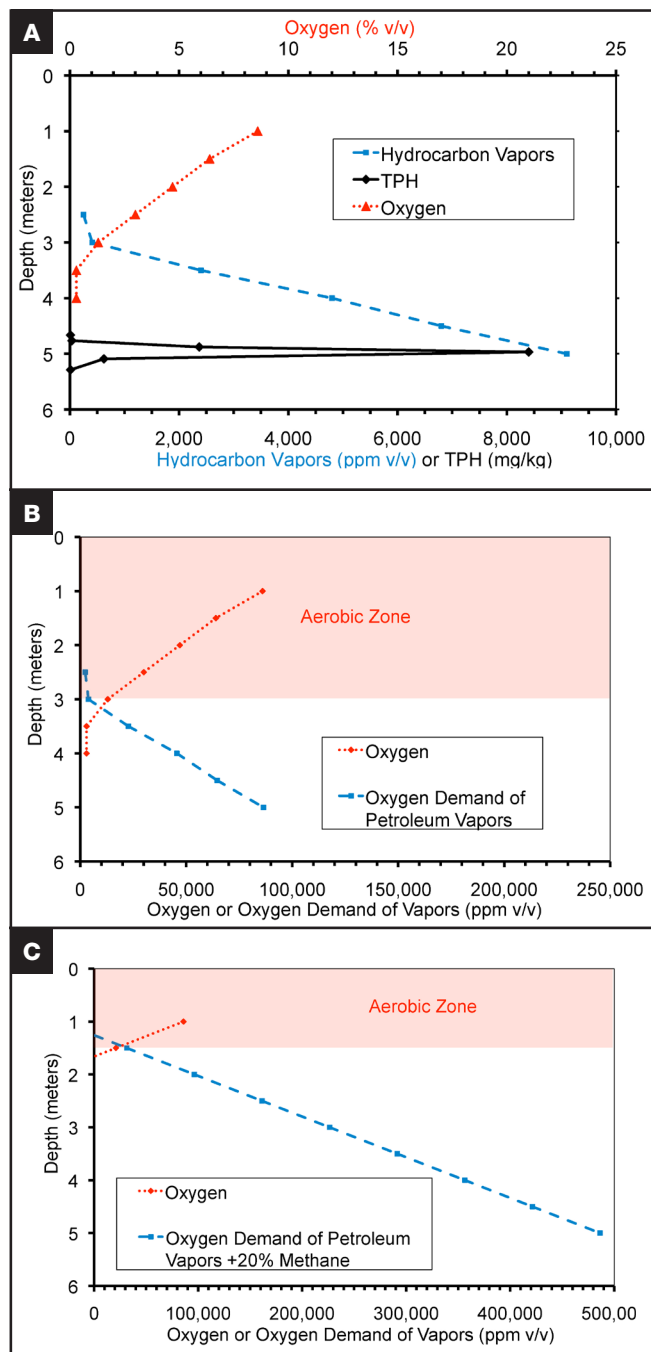 A
Oxygen (% v/v)
0 5 10 15 20 25
0
1
2
3
4
5
6
Depth (meters)
Hydrocarbon Vapors
TPH
Oxygen
0 2,000 4,000 6,000 8,000 10,000
Hydrocarbon Vapors (ppm v/v) or TPH (mg/kg)
B
0
1
2
3
4
5
6
Depth (meters)
Aerobic Zone
Oxygen
Oxygen Demand of
Petroleum Vapors
0 50,000 100,000 150,000 200,000 250,000
Oxygen or Oxygen Demand of Vapors (ppm v/v)
C
0
1
2
3
4
5
6
Depth (meters)
Aerobic Zone
Oxygen
Oxygen Demand of Petroleum
Vapors +20% Methane
0 100,000 200,000 300,000 400,000 500,00
Oxygen or Oxygen Demand of Vapors (ppm v/v)